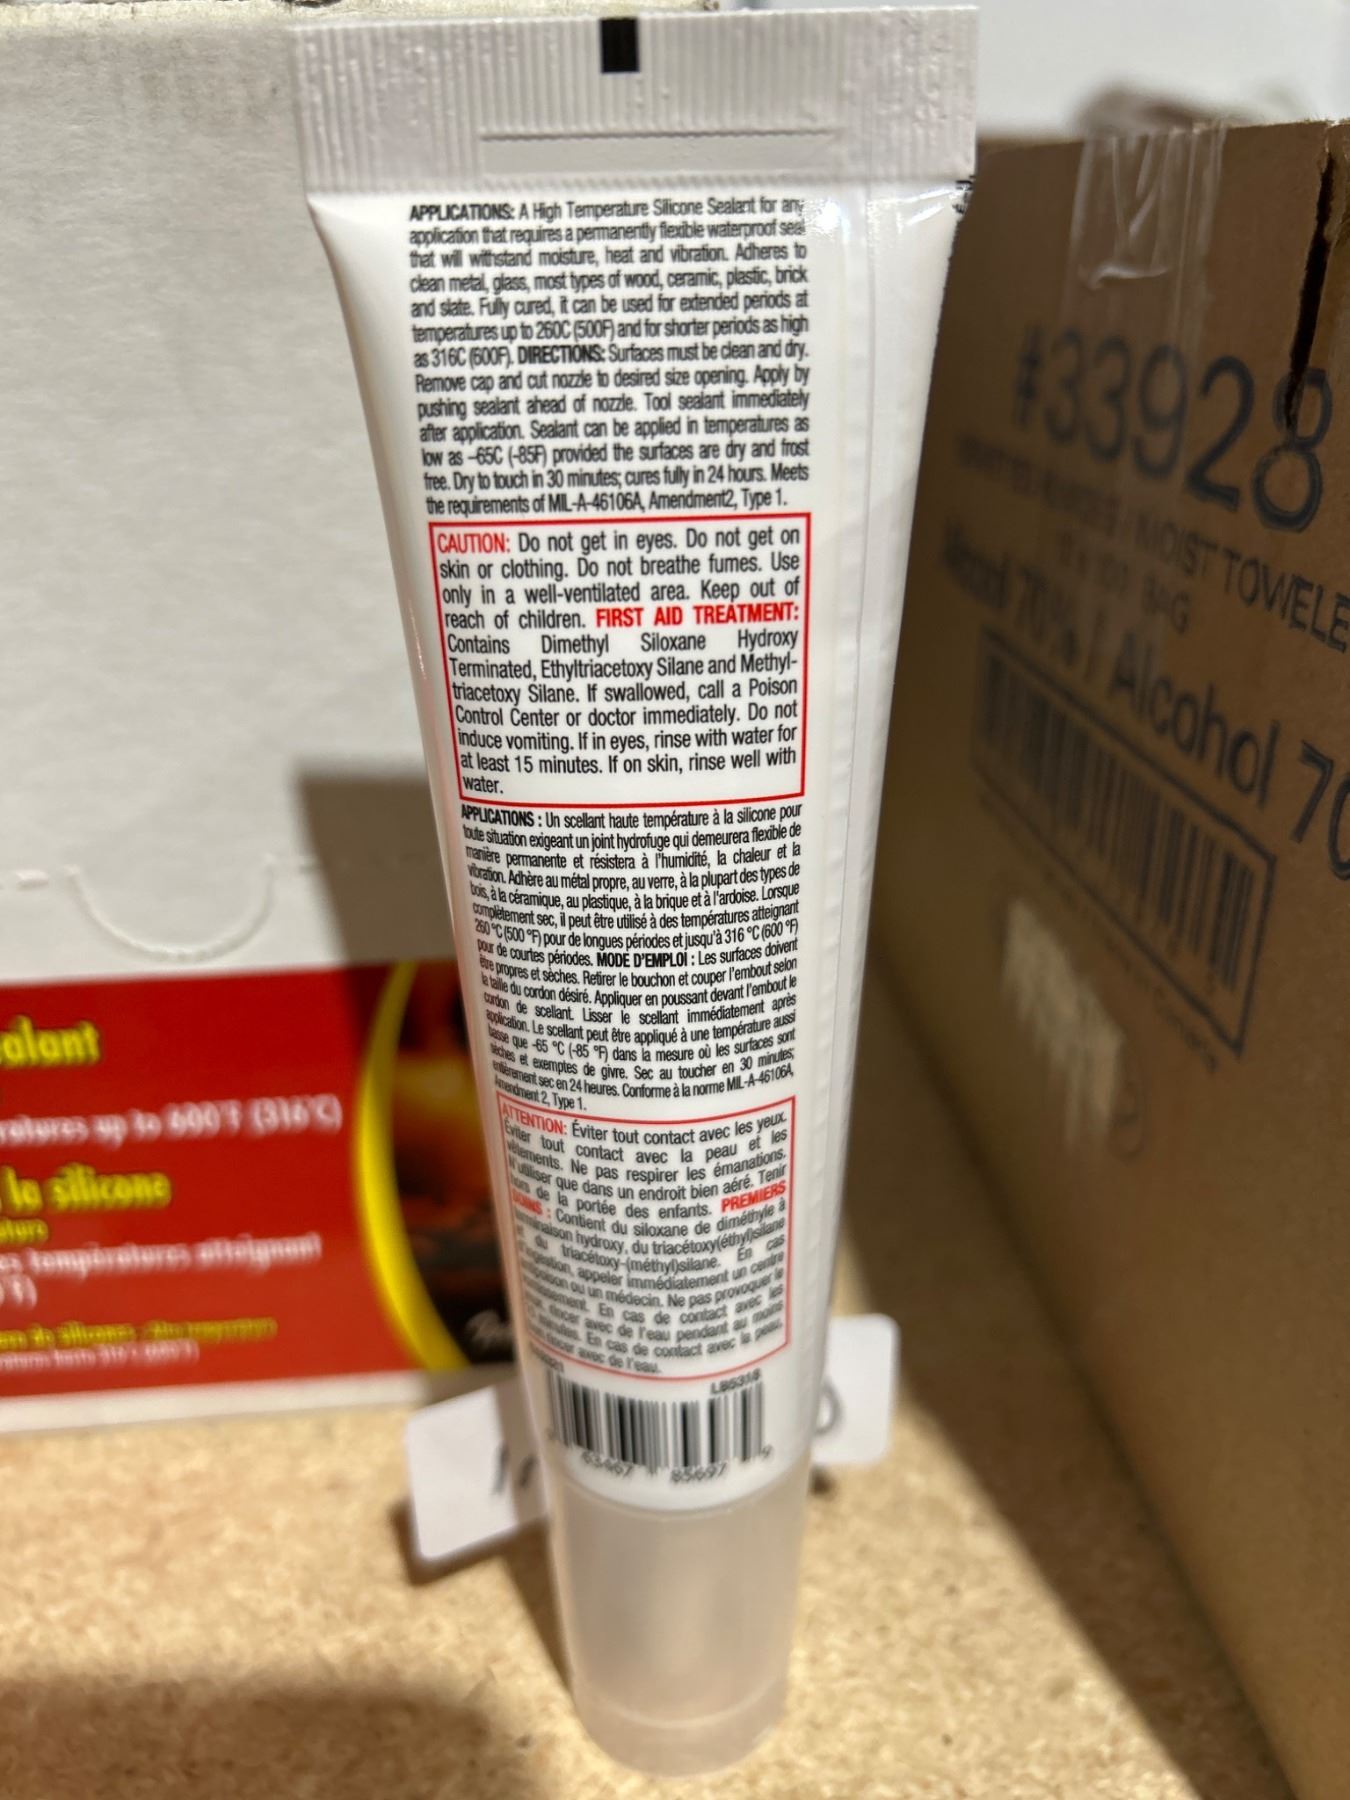 APPLICATIONS: A High Temperature Silicone Sealant for any
application that requires a permanently flexible waterproof seal
that will withstand moisture, heat and vibration. Adheres to
clean metal, glass, most types of wood, ceramic, plastic, brick
and slate. Fully cured, it can be used for extended periods at
temperatures up to 260C (500F) and for shorter periods as high
as 316C (600F). DIRECTIONS: Surfaces must be clean and dry.
Remove cap and cut nozzle to desired size opening. Apply by
pushing sealant ahead of nozzle. Tool sealant immediately
after application. Sealant can be applied in temperatures as
low as -65C (-85F) provided the surfaces are dry and frost
free. Dry to touch in 30 minutes; cures fully in 24 hours. Meets
the requirements of MIL-A-46106A, Amendment2, Type 1.
CAUTION: Do not get in eyes. Do not get on
skin or clothing. Do not breathe fumes. Use
only in a well-ventilated area. Keep out of
reach of children. FIRST AID TREATMENT:
Contains Dimethyl Siloxane Hydroxy
Terminated, Ethyltriacetoxy Silane and Methyl-
triacetoxy Silane. If swallowed, call a Poison
Control Center or doctor immediately. Do not
induce vomiting. If in eyes, rinse with water for
at least 15 minutes. If on skin, rinse well with
water.
APPLICATIONS : Un scellant haute température à la silicone pour
toute situation exigeant un joint hydrofuge qui demeurera flexible de
manière permanente et résistera à l'humidité, la chaleur et la
vibration. Adhère au métal propre, au verre, à la plupart des types de
bois, à la céramique, au plastique, à la brique et à l'ardoise. Lorsque
complètement sec, il peut être utilisé à des températures atteignant
260 °C (500 °F) pour de longues périodes et jusqu'à 316 °C (600 °F)
pour de courtes périodes. MODE D'EMPLOI : Les surfaces doivent
être propres et sèches. Retirer le bouchon et couper l'embout selon
la taille du cordon désiré. Appliquer en poussant devant l'embout le
cordon de scellant. Lisser le scellant immédiatement après
application. Le scellant peut être appliqué à une température aussi
basse que -65 °C (-85 °F) dans la mesure où les surfaces sont
sèches et exemptes de givre. Sec au toucher en 30 minutes;
entièrement sec en 24 heures. Conforme à la norme MIL-A-46106A,
Amendment 2, Type 1.
ATTENTION: Éviter tout contact avec les yeux.
Éviter tout contact avec la peau et les
vêtements. Ne pas respirer les émanations.
N'utiliser que dans un endroit bien aéré. Tenir
hors de la portée des enfants. PREMIERS
SOINS : Contient du siloxane de diméthyle à
terminaison hydroxy, du triacétoxy(éthyl)silane
et du triacétoxy-(méthyl)silane. En cas
d'ingestion, appeler immédiatement un centre
antipoison ou un médecin. Ne pas provoquer le
vomissement. En cas de contact avec les
yeux, rincer avec de l'eau pendant au moins
15 minutes. En cas de contact avec la peau,
bien rincer avec de l'eau.
LB5318
63467 85697 9
alant
ratures up to 600°F (316°C)
la silicone
températures atteignant
#33928
MOIST TOWELE
BAG
Alcohol 70% / Alcohol 70